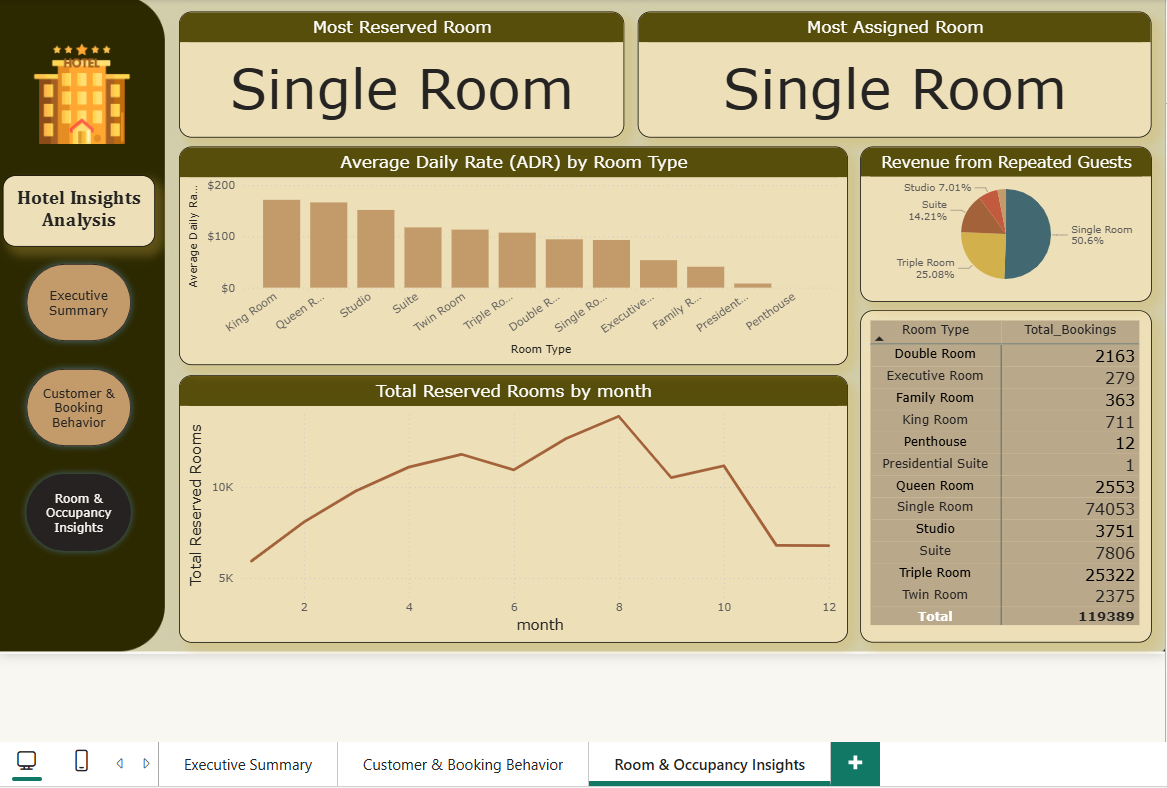 HOTEL
Hotel Insights
Analysis
Executive
Summary
Customer &
Booking
Behavior
Room &
Occupancy
Insights
Most Reserved Room
Single Room
Most Assigned Room
Single Room
Average Daily Rate (ADR) by Room Type
Average Daily Ra...
$200
$100
$0
King Room
Queen R...
Studio
Suite
Twin Room
Triple Ro...
Double R...
Single Ro...
Executive...
Family R...
President...
Penthouse
Room Type
Revenue from Repeated Guests
Studio 7.01%
Suite
14.21%
Triple Room
25.08%
Single Room
50.6%
Total Reserved Rooms by month
Total Reserved Rooms
10K
5K
2 4 6 8 10 12
month
Room Type Total_Bookings
Double Room 2163
Executive Room 279
Family Room 363
King Room 711
Penthouse 12
Presidential Suite 1
Queen Room 2553
Single Room 74053
Studio 3751
Suite 7806
Triple Room 25322
Twin Room 2375
Total 119389
Executive Summary
Customer & Booking Behavior
Room & Occupancy Insights
+